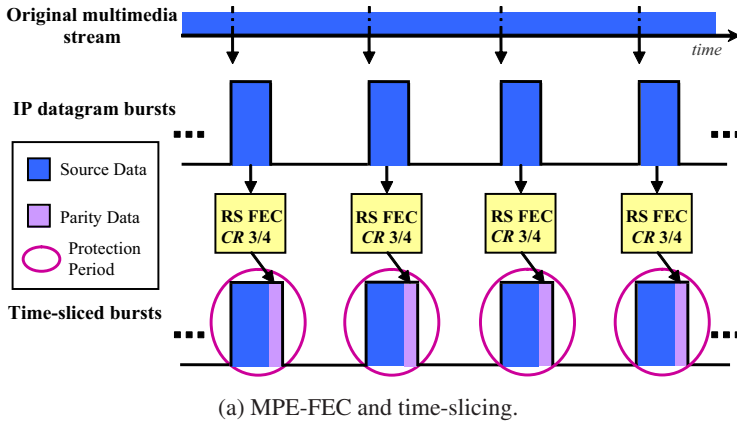 Original multimedia
stream
time
IP datagram bursts
Source Data
Parity Data
Protection
Period
RS FEC
CR 3/4
RS FEC
CR 3/4
RS FEC
CR 3/4
RS FEC
CR 3/4
Time-sliced bursts
(a) MPE-FEC and time-slicing.